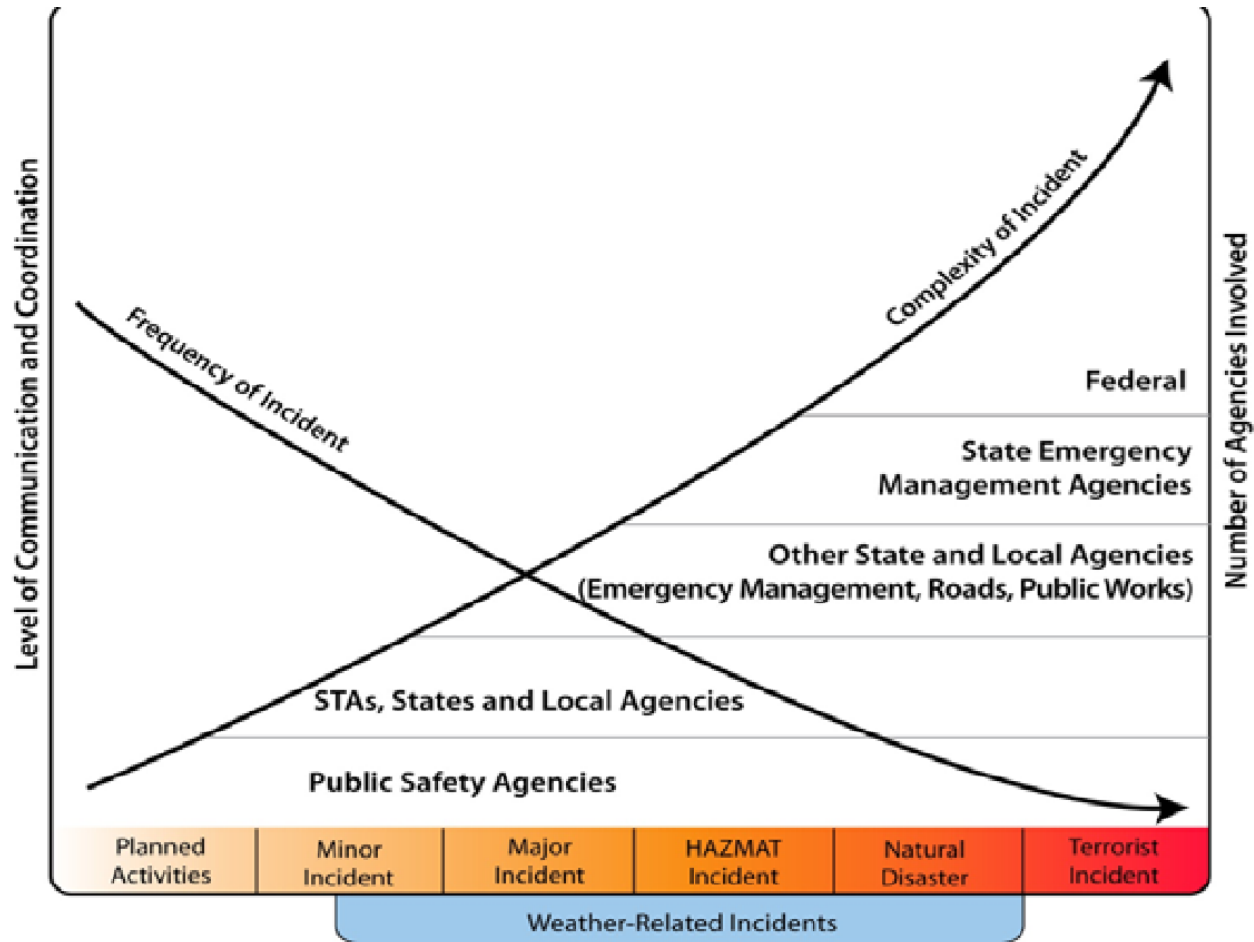 Level of Communication and Coordination
Frequency of Incident
Complexity of Incident
Number of Agencies Involved
Federal
State Emergency
Management Agencies
Other State and Local Agencies
(Emergency Management, Roads, Public Works)
STAs, States and Local Agencies
Public Safety Agencies
Planned
Activities
Minor
Incident
Major
Incident
HAZMAT
Incident
Natural
Disaster
Terrorist
Incident
Weather-Related Incidents